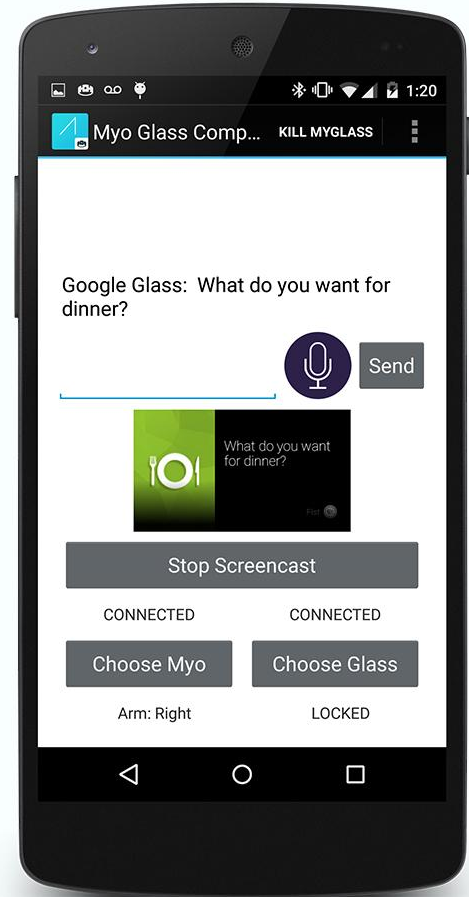 1:20
Myo Glass Comp... KILL MYGLASS
Google Glass:  What do you want for
dinner?
Send
What do you want
for dinner?
Fist
Stop Screencast
CONNECTED CONNECTED
Choose Myo Choose Glass
Arm: Right LOCKED